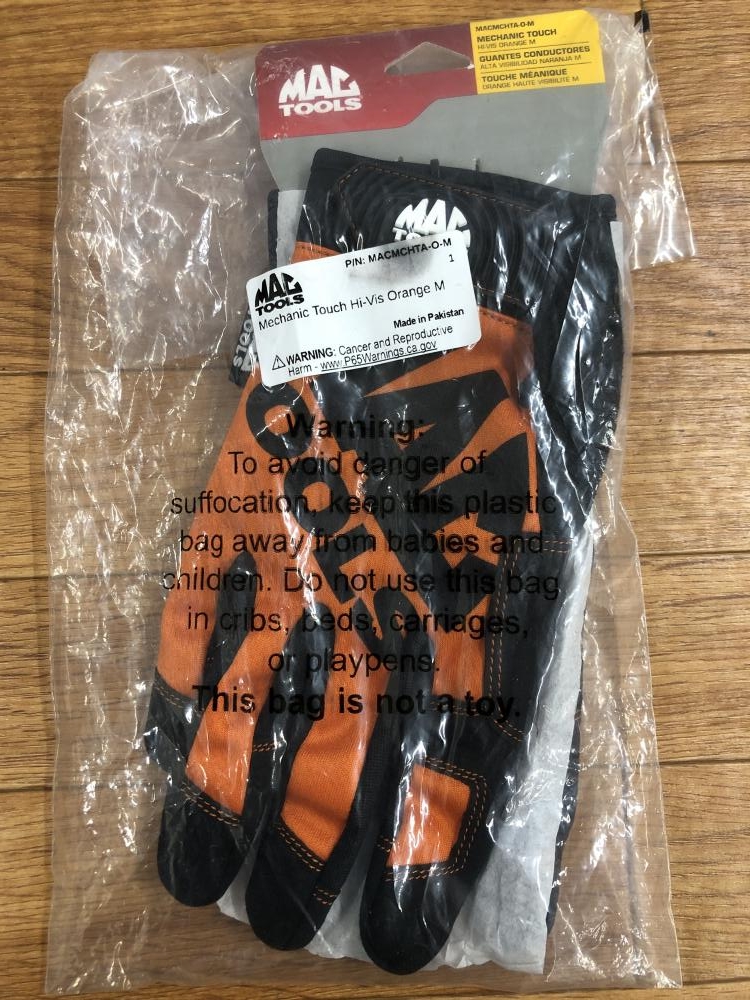 MAC
TOOLS
MACMCHTA-O-M
MECHANIC TOUCH
HI-VIS ORANGE M
GUANTES CONDUCTORES
ALTA VISIBILIDAD NARANJA M
TOUCHE MÉANIQUE
ORANGE HAUTE VISIBILITE M
MAC
P/N: MACMCHTA-O-M
1
MAC
TOOLS
Mechanic Touch Hi-Vis Orange M
Made in Pakistan
WARNING: Cancer and Reproductive
Harm - www.P65Warnings.ca.gov
MAC
TOOLS
Warning:
To avoid danger of
suffocation, keep this plastic
bag away from babies and
children. Do not use this bag
in cribs, beds, carriages,
or playpens.
This bag is not a toy.